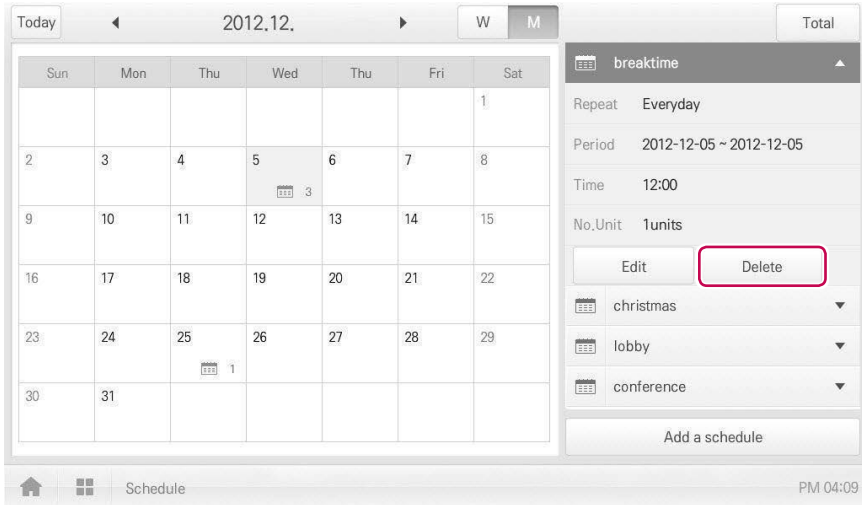 Today 2012.12. W M Total
Sun Mon Thu Wed Thu Fri Sat
1
2 3 4 5 6 7 8
3
9 10 11 12 13 14 15
16 17 18 19 20 21 22
23 24 25 26 27 28 29
1
30 31
breaktime
Repeat Everyday
Period 2012-12-05 ~ 2012-12-05
Time 12:00
No.Unit 1units
Edit Delete
christmas
lobby
conference
Add a schedule
Schedule PM 04:09